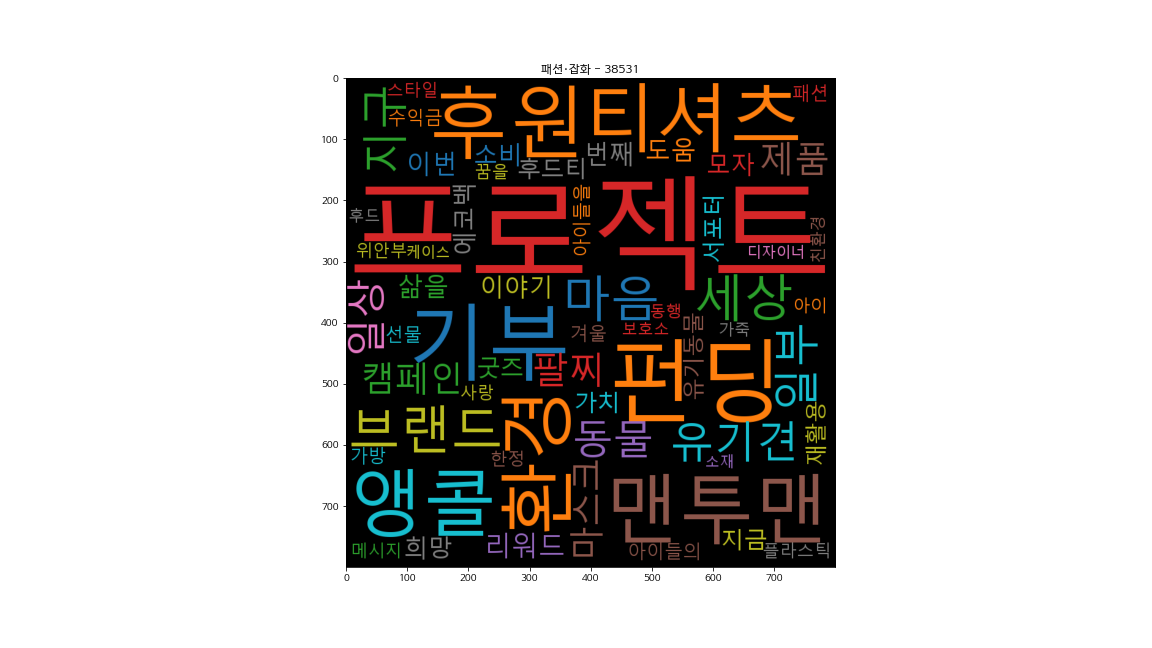 패션·잡화 - 38531
스타일
지구
후원티셔츠
패션
수익금
이번
소비
꿈을
후드티
번째
도움
모자
제품
프로젝트
후드
에코백
아이들을
서포터
친환경
위안부
케이스
디자이너
일상
삶을
이야기
마음
세상
동행
아이
선물
기부
겨울
보호소
유기동물
가죽
일부
캠페인
굿즈
팔찌
펀딩
사랑
가치
브랜드
환경
동물
유기견
재활용
가방
한정
소재
앵콜
마스크
맨투맨
메시지
희망
리워드
아이들의
지금
플라스틱
0
100
200
300
400
500
600
700
0 100 200 300 400 500 600 700